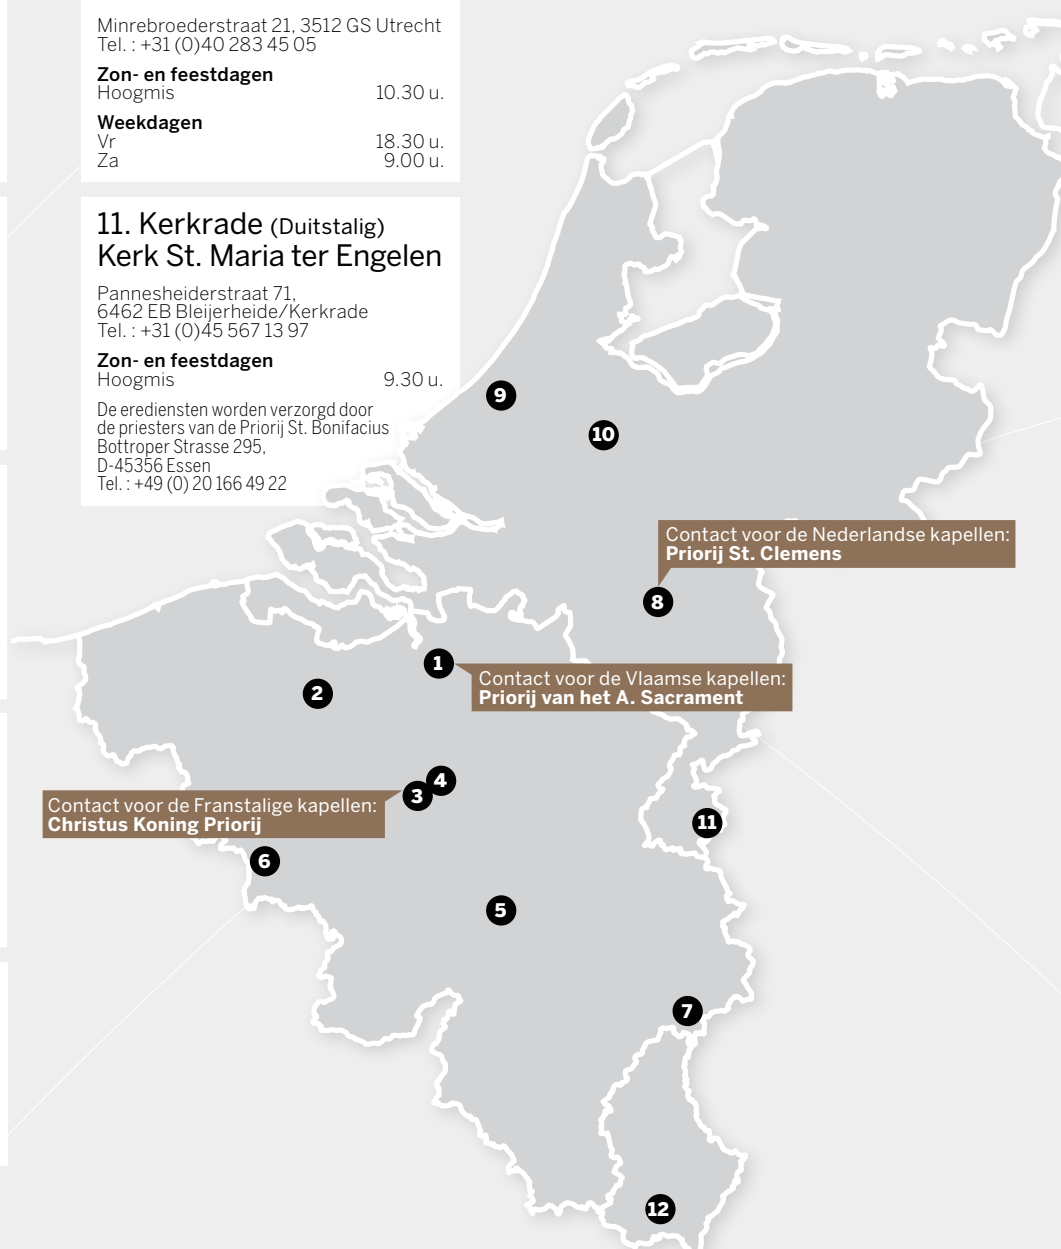 Minrebroederstraat 21, 3512 GS Utrecht
Tel. : +31 (0)40 283 45 05
Zon- en feestdagen
Hoogmis 10.30 u.
Weekdagen
Vr 18.30 u.
Za 9.00 u.
11. Kerkrade (Duitstalig)
Kerk St. Maria ter Engelen
Pannesheiderstraat 71,
6462 EB Bleijerheide/Kerkrade
Tel. : +31 (0)45 567 13 97
Zon- en feestdagen
Hoogmis 9.30 u.
De erediensten worden verzorgd door
de priesters van de Priorij St. Bonifacius
Bottroper Strasse 295,
D-45356 Essen
Tel. : +49 (0) 20 166 49 22
9
10
Contact voor de Nederlandse kapellen:
Priorij St. Clemens
8
1
Contact voor de Vlaamse kapellen:
Priorij van het A. Sacrament
2
4
3
Contact voor de Franstalige kapellen:
Christus Koning Priorij
11
6
5
7
12